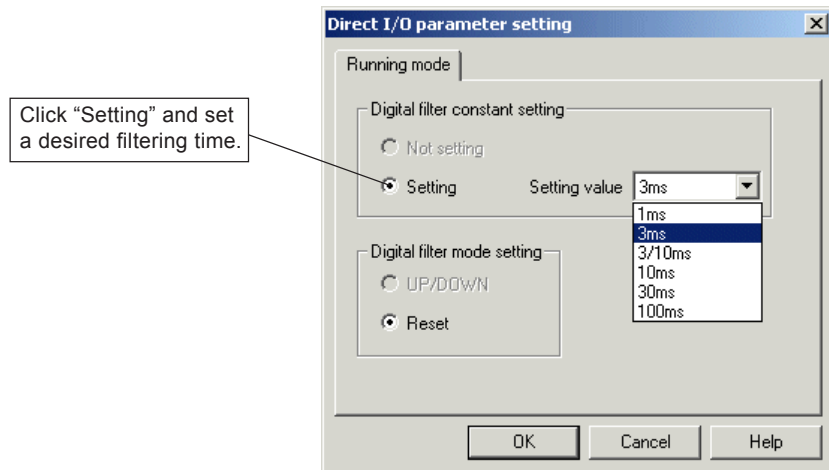 Direct I/O parameter setting
Running mode
Click “Setting” and set
a desired filtering time.
Digital filter constant setting
Not setting
Setting
Setting value
3ms
1ms
3ms
3/10ms
10ms
30ms
100ms
Digital filter mode setting
UP/DOWN
Reset
OK
Cancel
Help